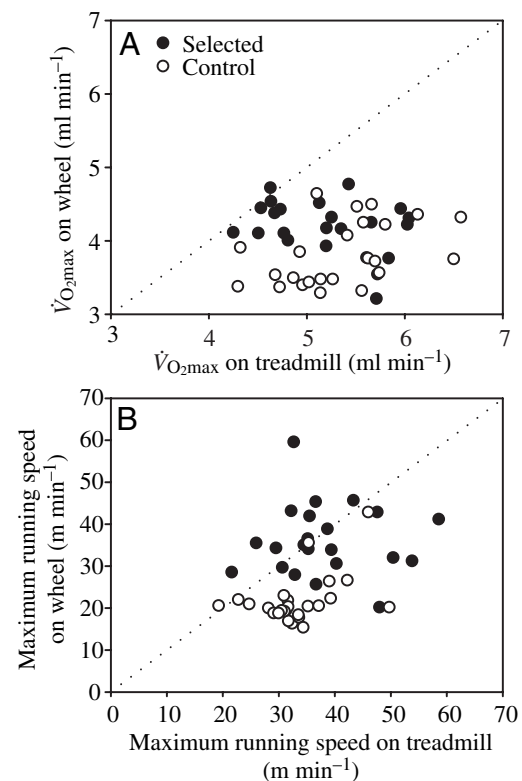 A
Selected
Control
7
6
5
4
3
V̇O₂max on wheel (ml min⁻¹)
3 4 5 6 7
V̇O₂max on treadmill (ml min⁻¹)
B
70
60
50
40
30
20
10
0
Maximum running speed
on wheel (m min⁻¹)
0 10 20 30 40 50 60 70
Maximum running speed on treadmill
(m min⁻¹)